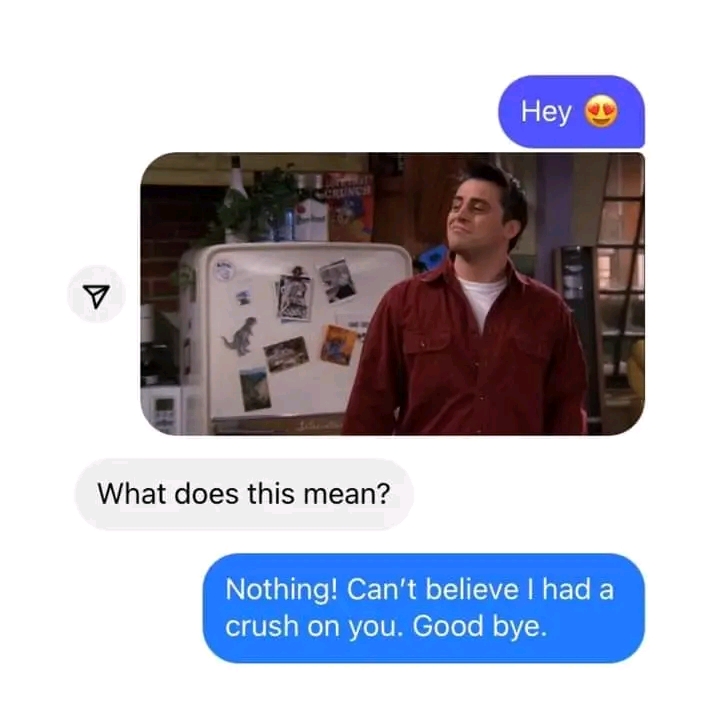 Hey 😍
CRUNCH
What does this mean?
Nothing! Can’t believe I had a
crush on you. Good bye.